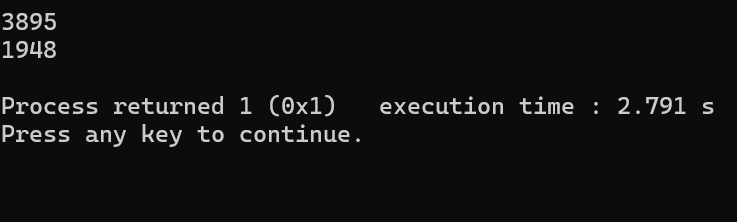 3895
1948
Process returned 1 (0x1)   execution time : 2.791 s
Press any key to continue.